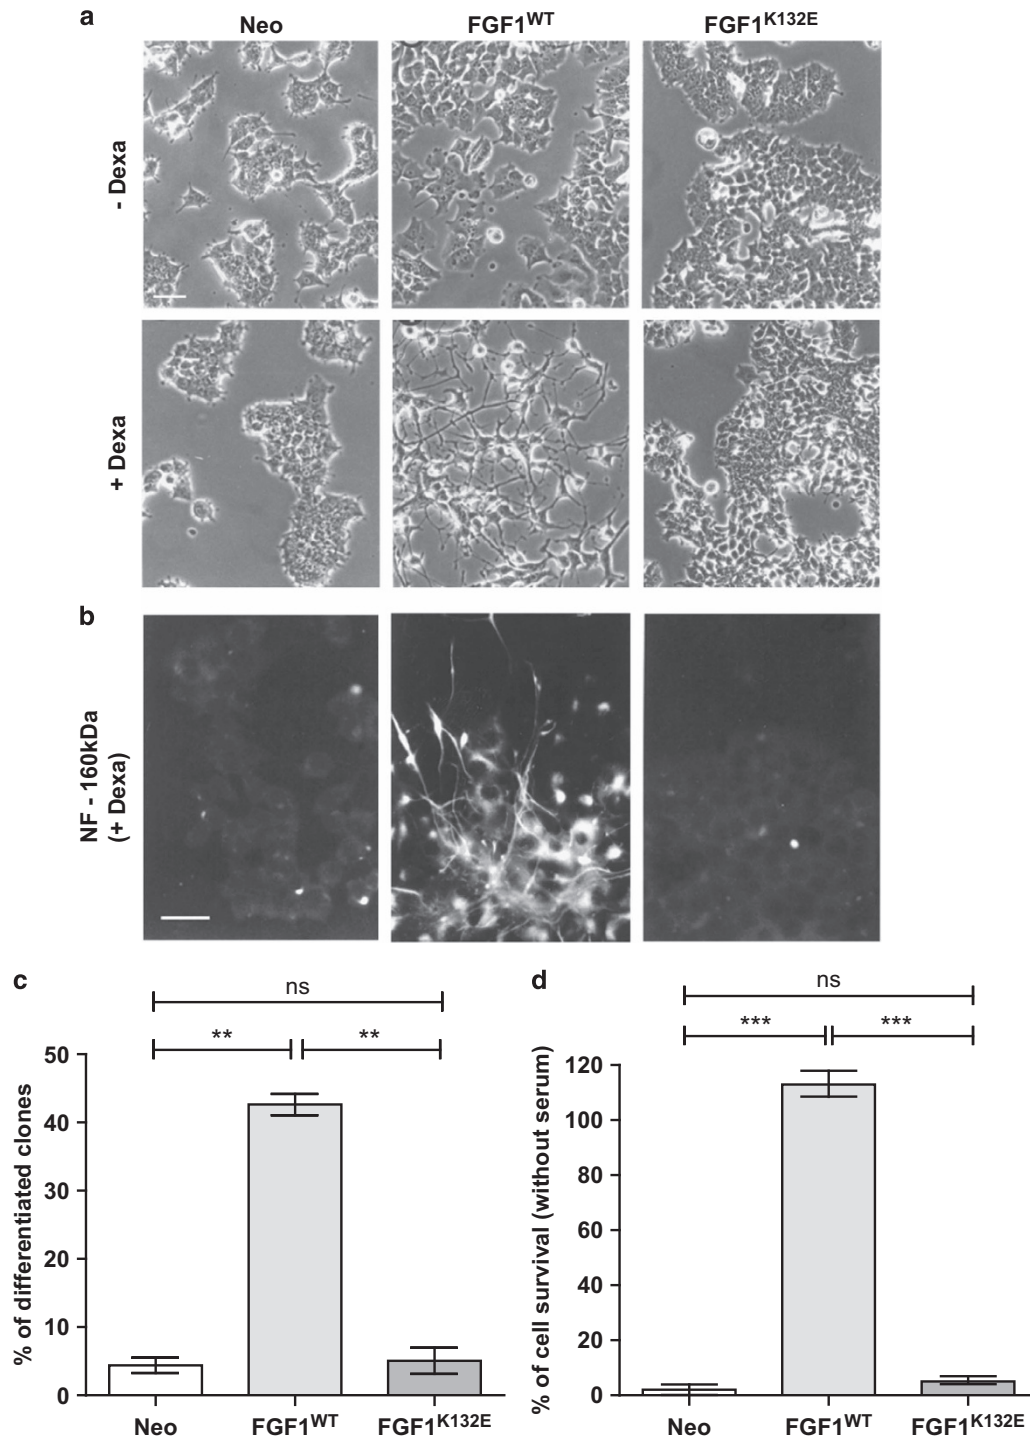 a
Neo
FGF1WT
FGF1K132E
- Dexa
+ Dexa
b
NF - 160kDa
(+ Dexa)
c
ns
**
**
% of differentiated clones
50
40
30
20
10
0
Neo
FGF1WT
FGF1K132E
d
ns
***
***
% of cell survival (without serum)
120
100
80
60
40
20
0
Neo
FGF1WT
FGF1K132E